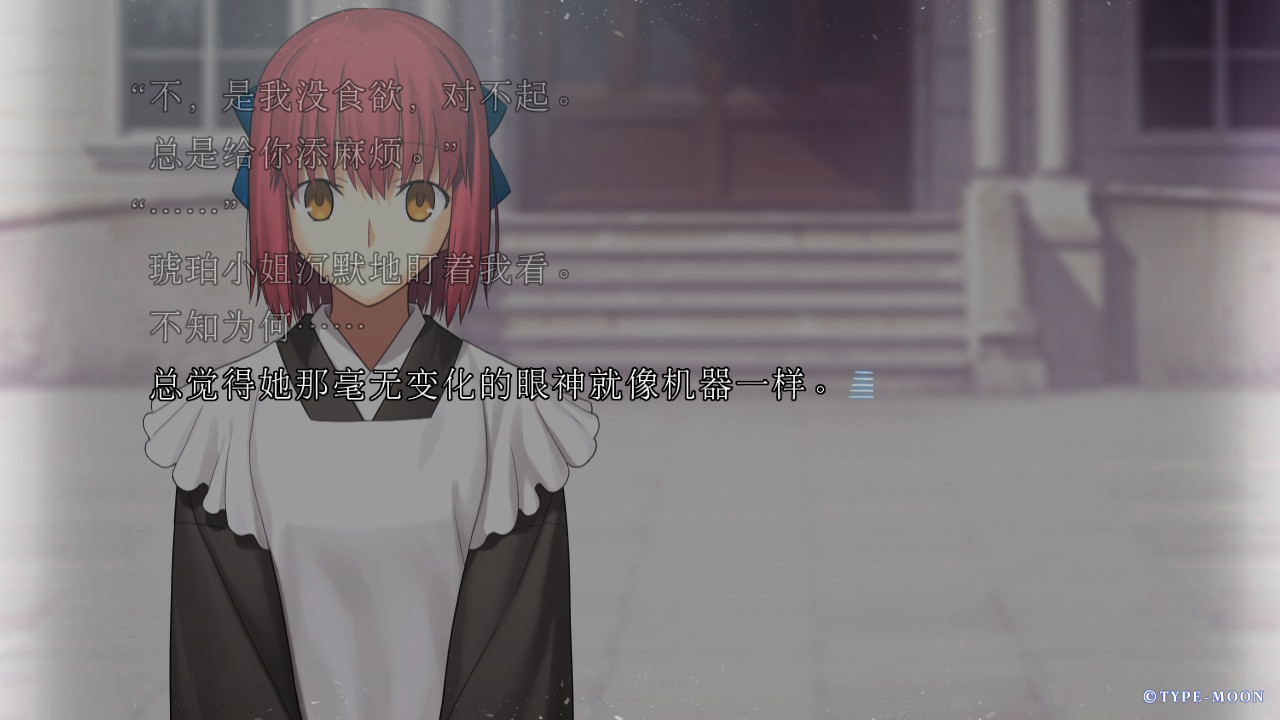 “不，是我没食欲，对不起。
总是给你添麻烦。”
“……”
琥珀小姐沉默地盯着我看。
不知为何……
总觉得她那毫无变化的眼神就像机器一样。
©TYPE-MOON